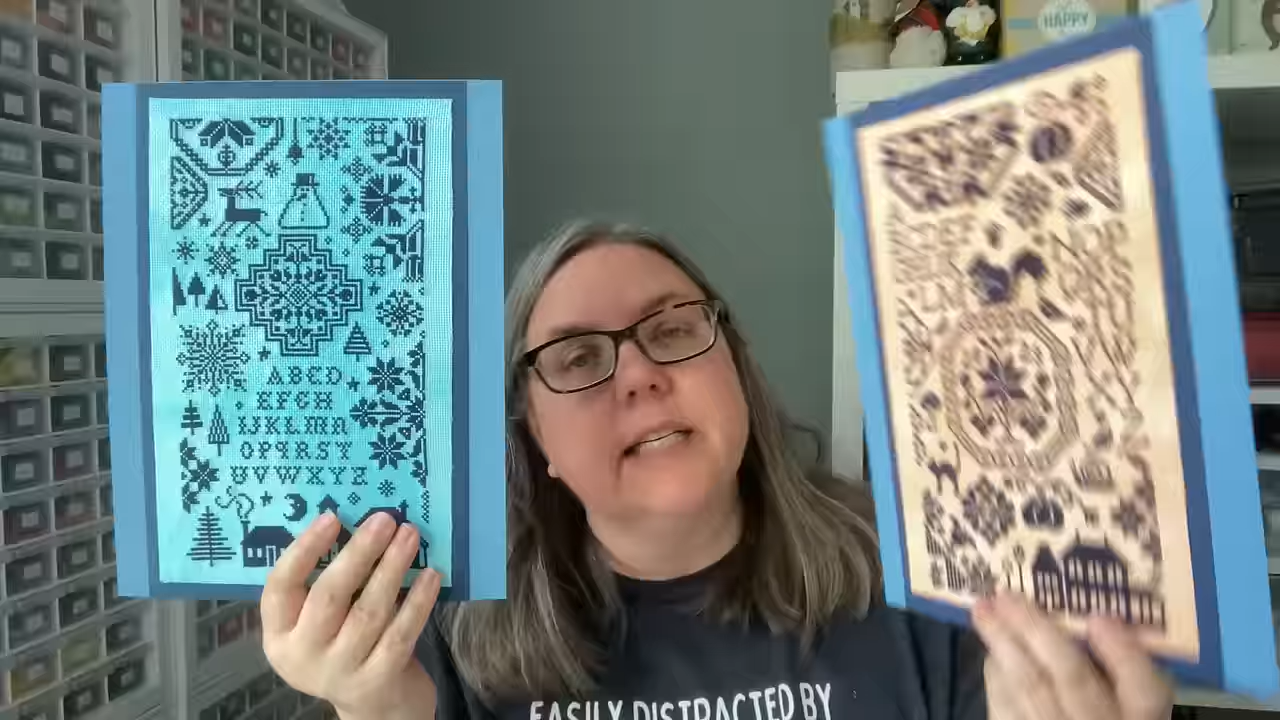 HAPPY
ABCD
EFGH
IJKLMN
OPQRST
UVWXYZ
EASILY DISTRACTED BY